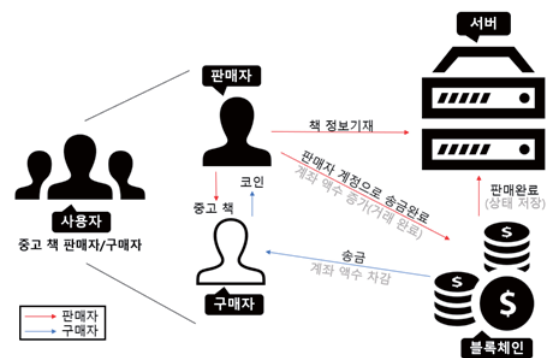 서버
판매자
책 정보기재
판매자 계정으로 송금완료
계좌 액수 증가(거래 완료)
코인
중고 책
판매완료
(상태 저장)
사용자
중고 책 판매자/구매자
송금
계좌 액수 차감
구매자
판매자
구매자
블록체인